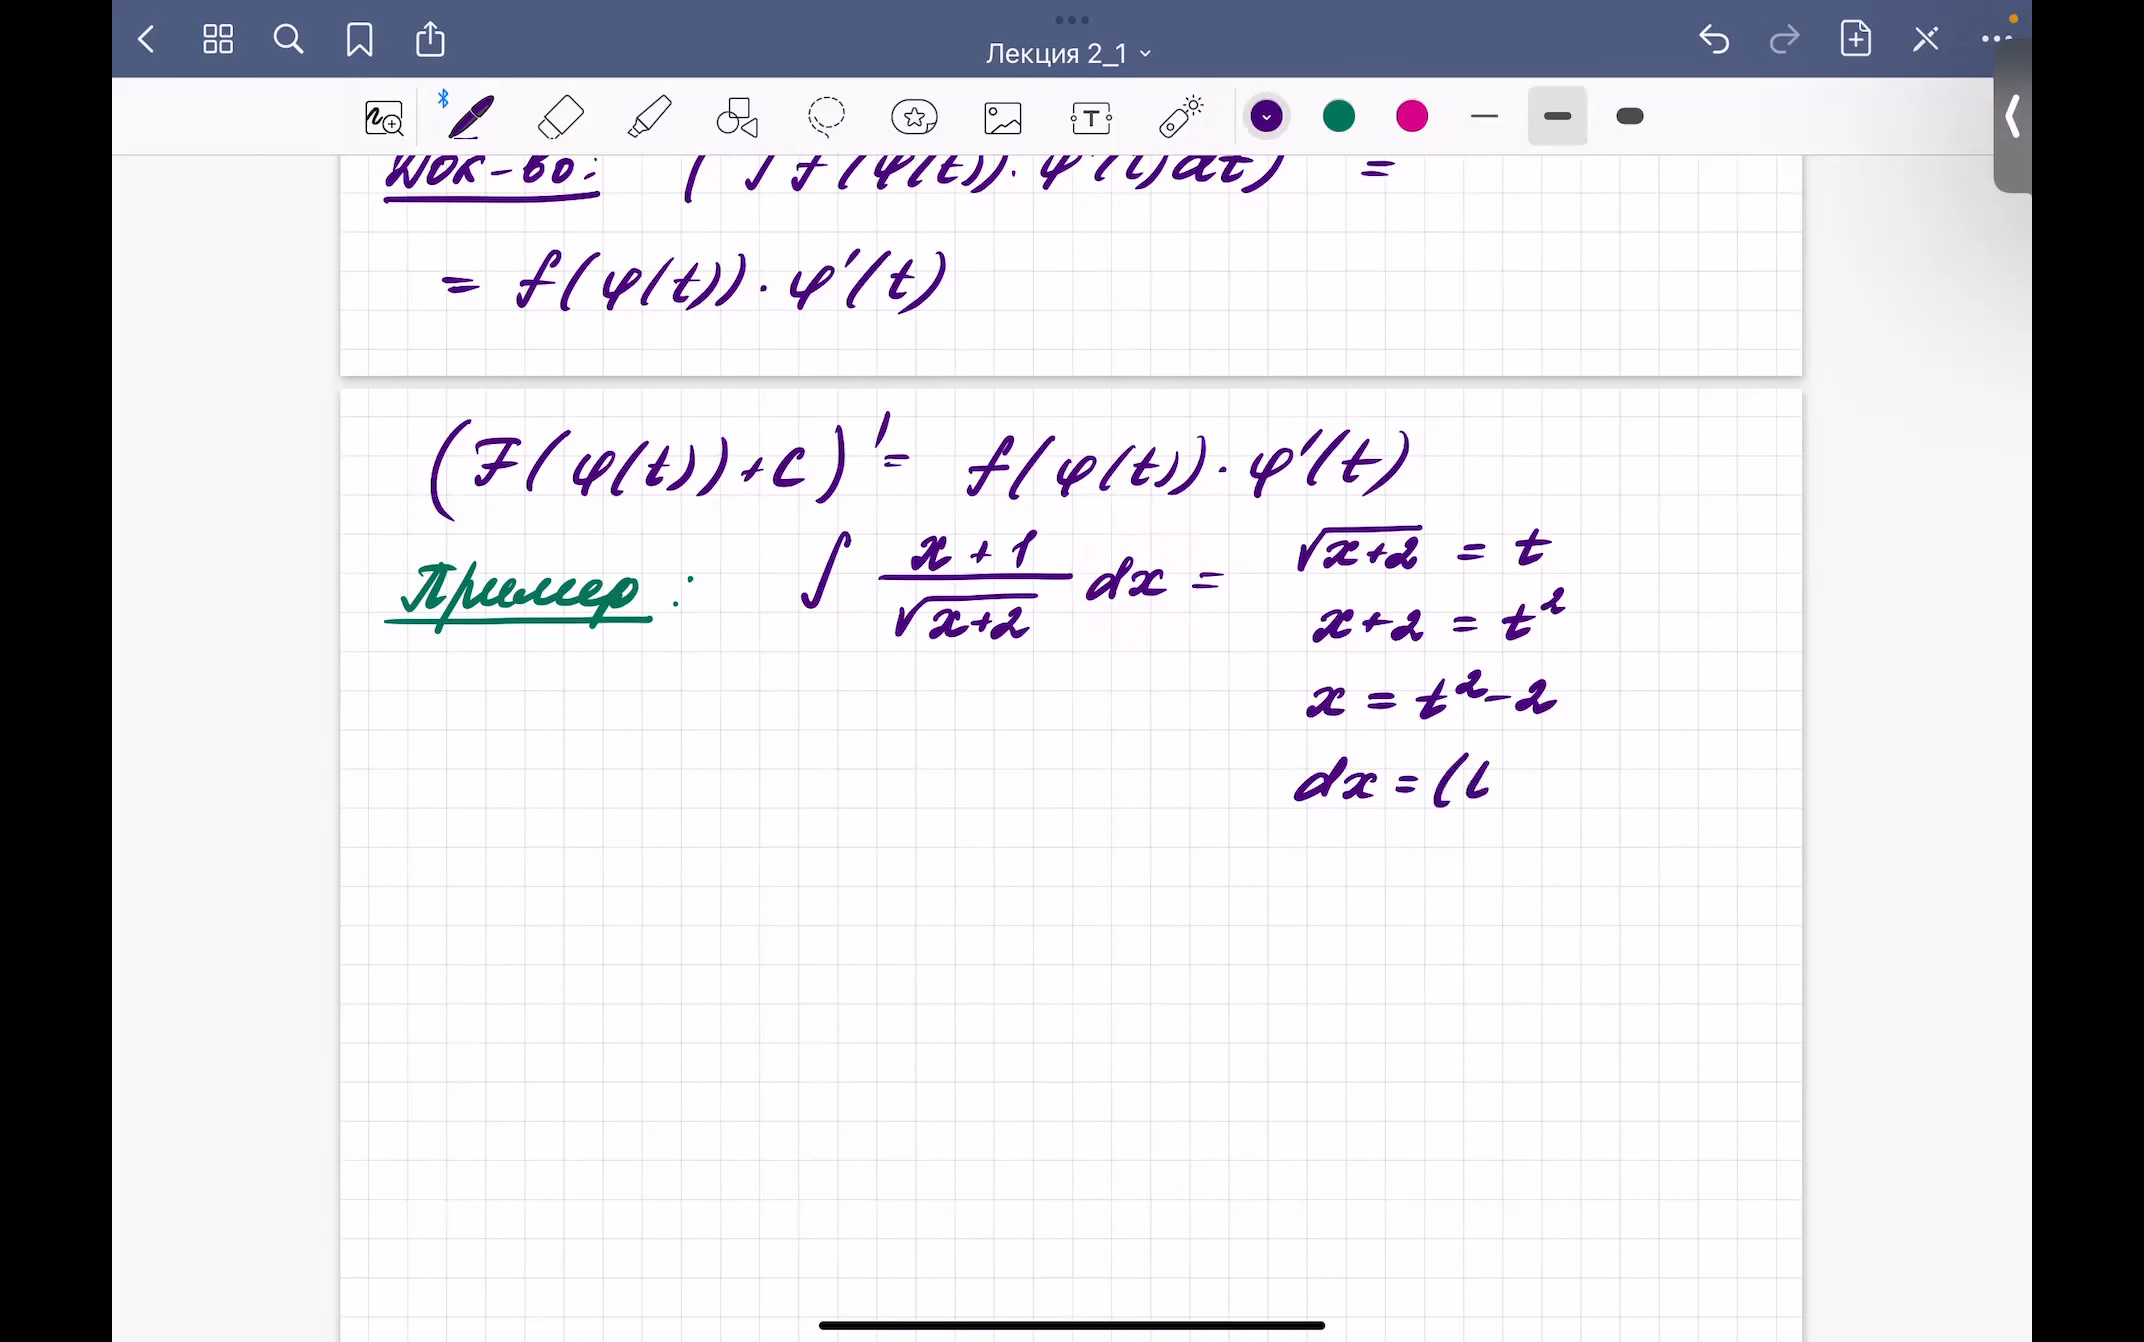 Лекция 2_1
Док-во: ( ∫ f(φ(t)) · φ'(t)dt) =
= f(φ(t)) · φ'(t)
(F(φ(t)) + C)' = f(φ(t)) · φ'(t)
Пример: ∫ (x + 1)/√(x+2) dx =
√(x+2) = t
x+2 = t²
x = t²-2
dx = (t